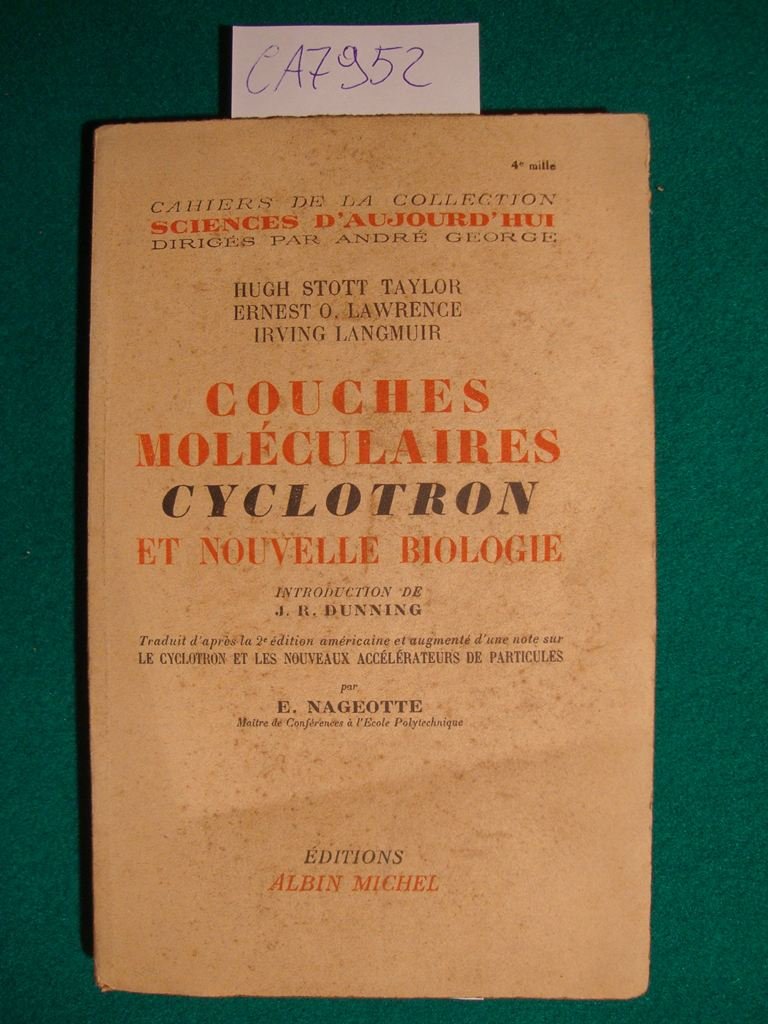 CA7952
4e mille
CAHIERS DE LA COLLECTION
SCIENCES D'AUJOURD'HUI
DIRIGÉS PAR ANDRÉ GEORGE
HUGH STOTT TAYLOR
ERNEST O. LAWRENCE
IRVING LANGMUIR
COUCHES
MOLÉCULAIRES
CYCLOTRON
ET NOUVELLE BIOLOGIE
INTRODUCTION DE
J. R. DUNNING
Traduit d'après la 2e édition américaine et augmenté d'une note sur
LE CYCLOTRON ET LES NOUVEAUX ACCÉLÉRATEURS DE PARTICULES
par
E. NAGEOTTE
Maître de Conférences à l'Ecole Polytechnique
ÉDITIONS
ALBIN MICHEL